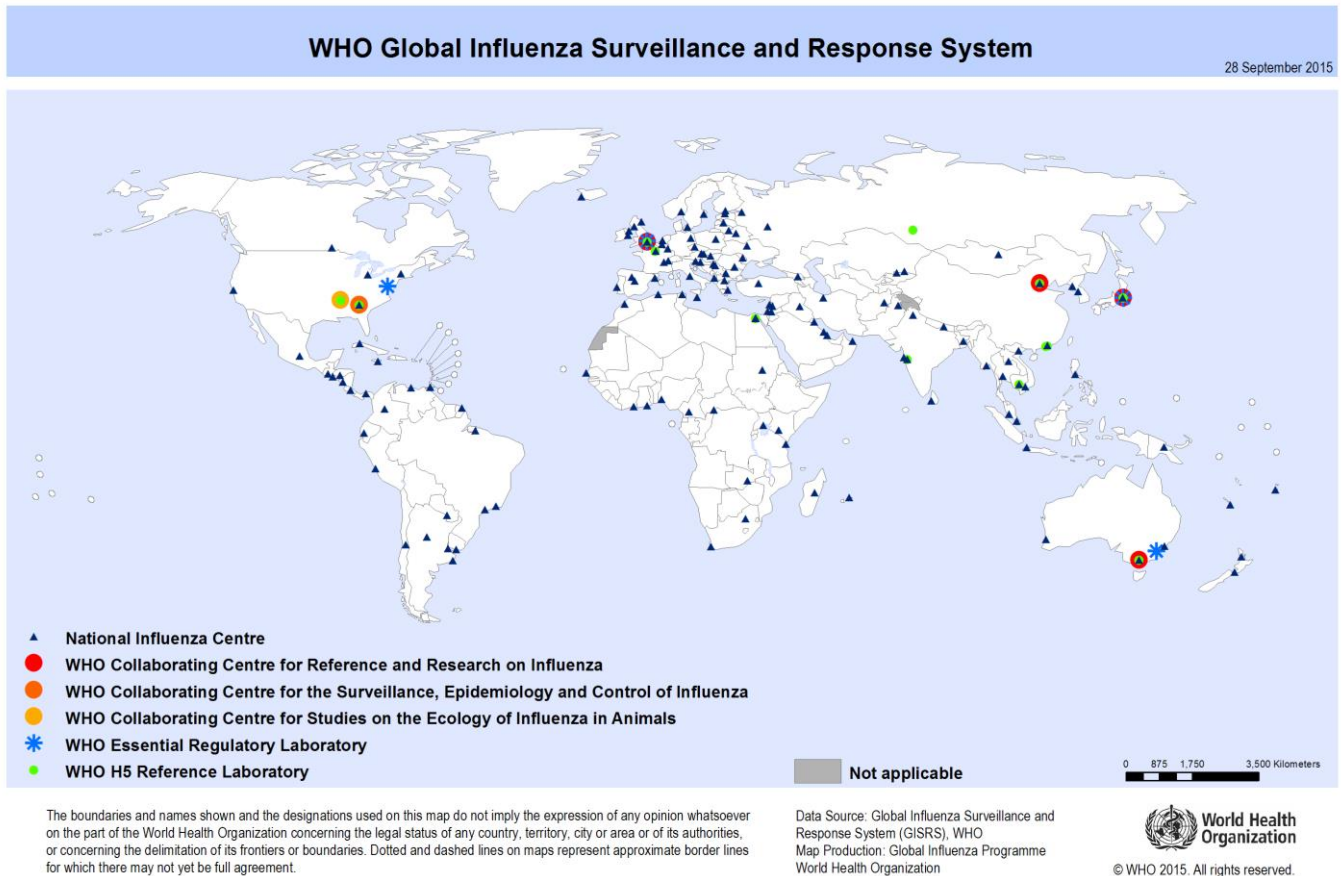 WHO Global Influenza Surveillance and Response System
28 September 2015
National Influenza Centre
WHO Collaborating Centre for Reference and Research on Influenza
WHO Collaborating Centre for the Surveillance, Epidemiology and Control of Influenza
WHO Collaborating Centre for Studies on the Ecology of Influenza in Animals
WHO Essential Regulatory Laboratory
WHO H5 Reference Laboratory
Not applicable
0 875 1,750 3,500 Kilometers
The boundaries and names shown and the designations used on this map do not imply the expression of any opinion whatsoever
on the part of the World Health Organization concerning the legal status of any country, territory, city or area or of its authorities,
or concerning the delimitation of its frontiers or boundaries. Dotted and dashed lines on maps represent approximate border lines
for which there may not yet be full agreement.
Data Source: Global Influenza Surveillance and
Response System (GISRS), WHO
Map Production: Global Influenza Programme
World Health Organization
World Health
Organization
© WHO 2015. All rights reserved.